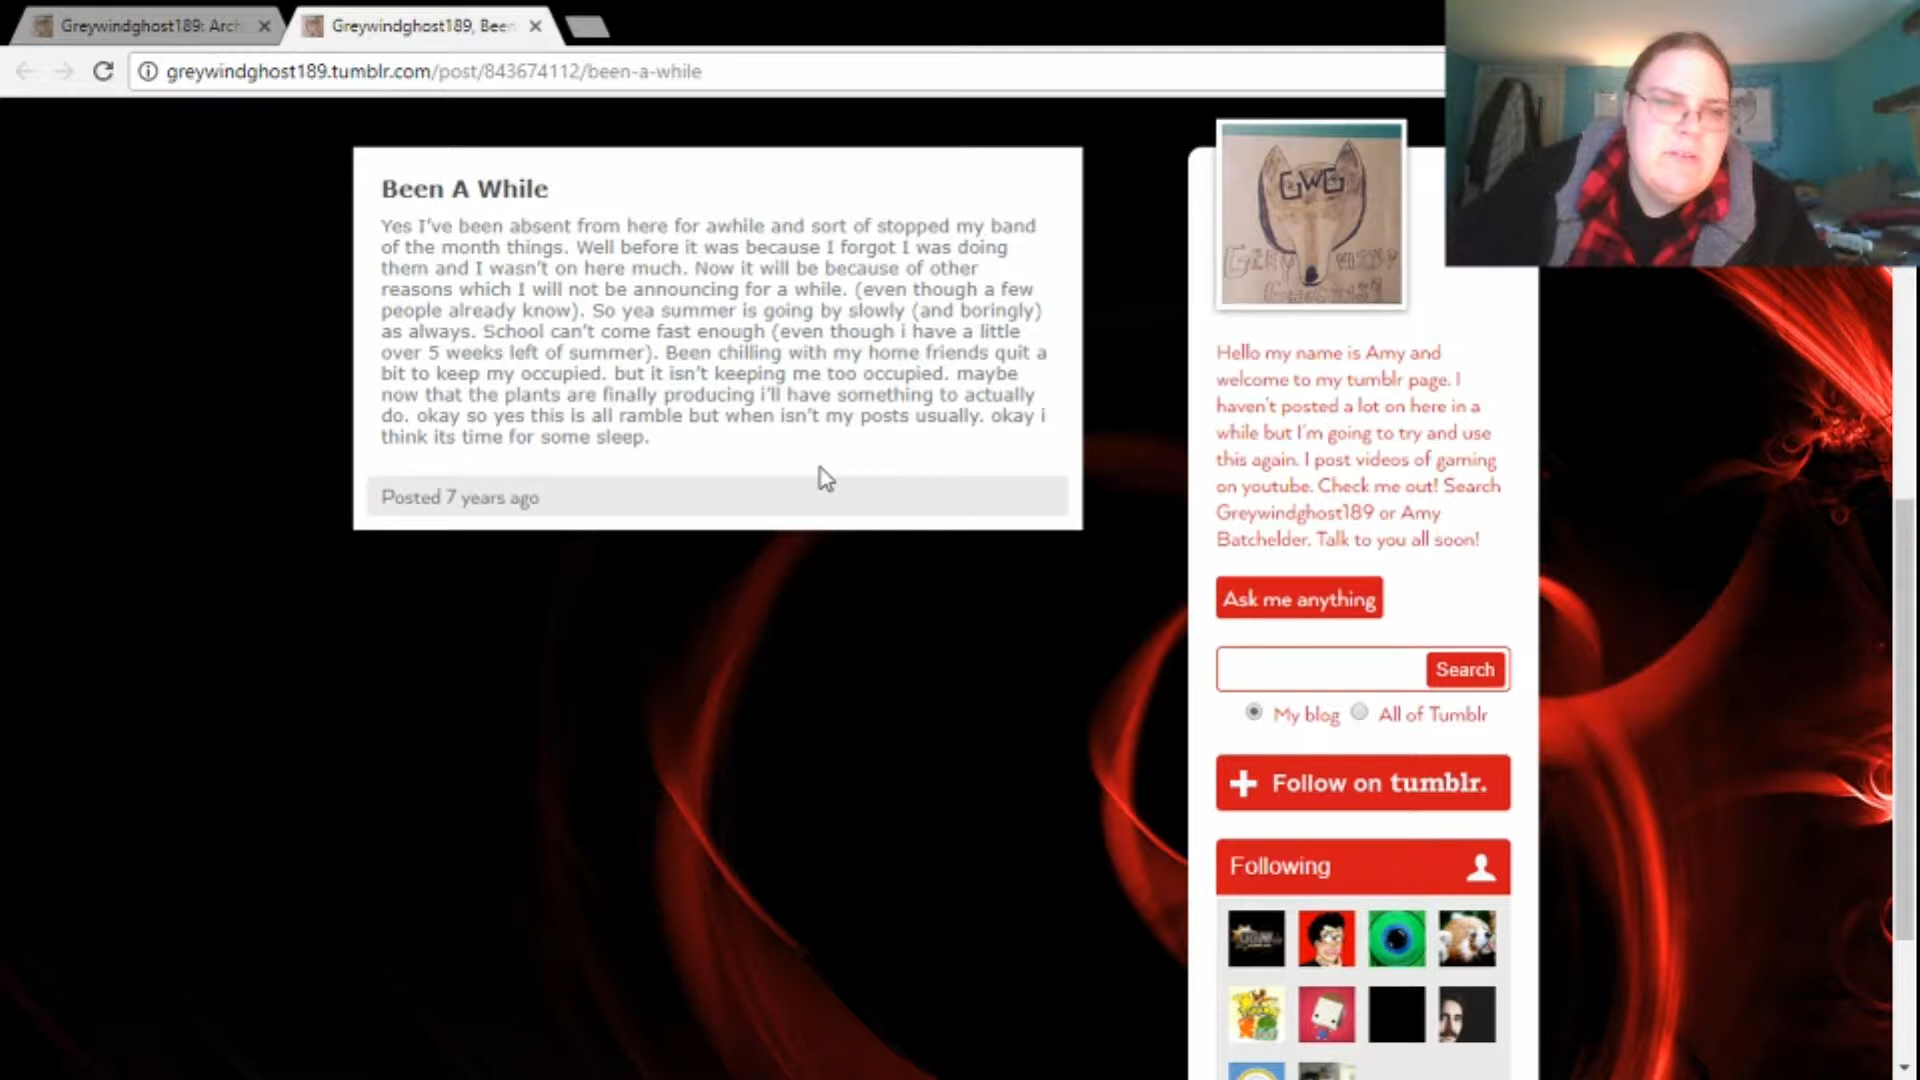 Greywindghost189: Arch
Greywindghost189, Been
greywindghost189.tumblr.com/post/843674112/been-a-while
Been A While
Yes I've been absent from here for awhile and sort of stopped my band
of the month things. Well before it was because I forgot I was doing
them and I wasn't on here much. Now it will be because of other
reasons which I will not be announcing for a while. (even though a few
people already know). So yea summer is going by slowly (and boringly)
as always. School can't come fast enough (even though i have a little
over 5 weeks left of summer). Been chilling with my home friends quit a
bit to keep my occupied. but it isn't keeping me too occupied. maybe
now that the plants are finally producing i'll have something to actually
do. okay so yes this is all ramble but when isn't my posts usually. okay i
think its time for some sleep.
Posted 7 years ago
GWG
Hello my name is Amy and
welcome to my tumblr page. I
haven't posted a lot on here in a
while but I'm going to try and use
this again. I post videos of gaming
on youtube. Check me out! Search
Greywindghost189 or Amy
Batchelder. Talk to you all soon!
Ask me anything
Search
My blog
All of Tumblr
Follow on tumblr.
Following